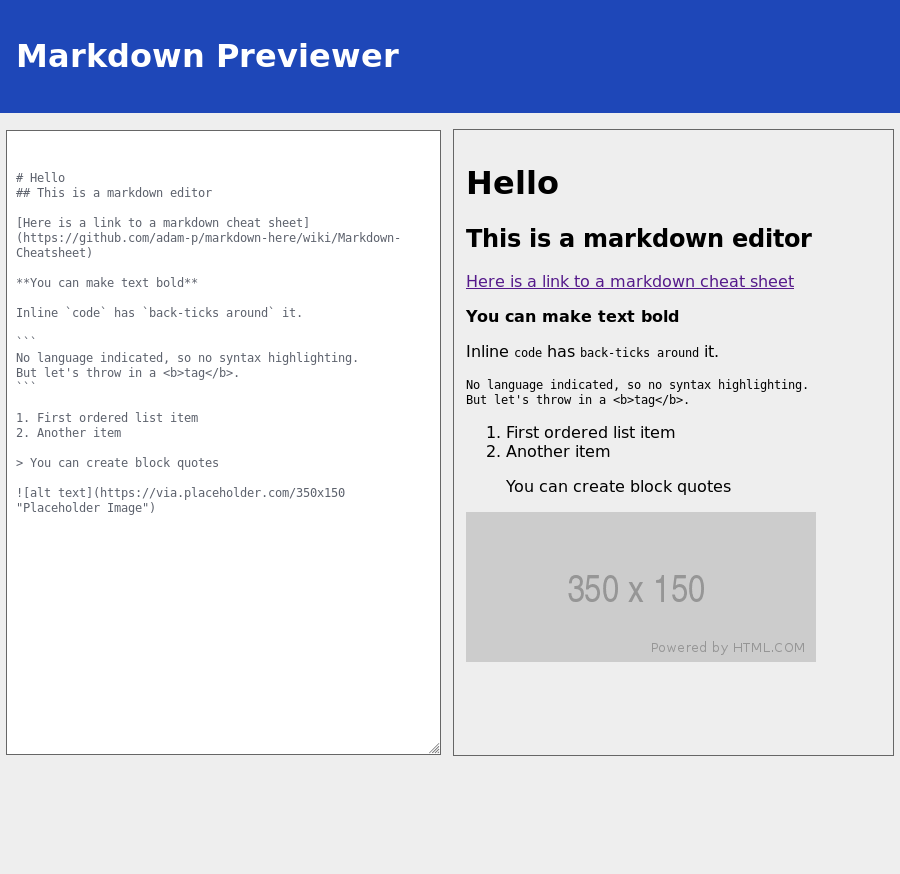 Markdown Previewer
# Hello
## This is a markdown editor
[Here is a link to a markdown cheat sheet]
(https://github.com/adam-p/markdown-here/wiki/Markdown-
Cheatsheet)
**You can make text bold**
Inline `code` has `back-ticks around` it.
```
No language indicated, so no syntax highlighting.
But let's throw in a <b>tag</b>.
```
1. First ordered list item
2. Another item
> You can create block quotes
![alt text](https://via.placeholder.com/350x150
"Placeholder Image")
Hello
This is a markdown editor
Here is a link to a markdown cheat sheet
You can make text bold
Inline code has back-ticks around it.
No language indicated, so no syntax highlighting.
But let's throw in a <b>tag</b>.
1. First ordered list item
2. Another item
You can create block quotes
350 x 150
Powered by HTML.COM